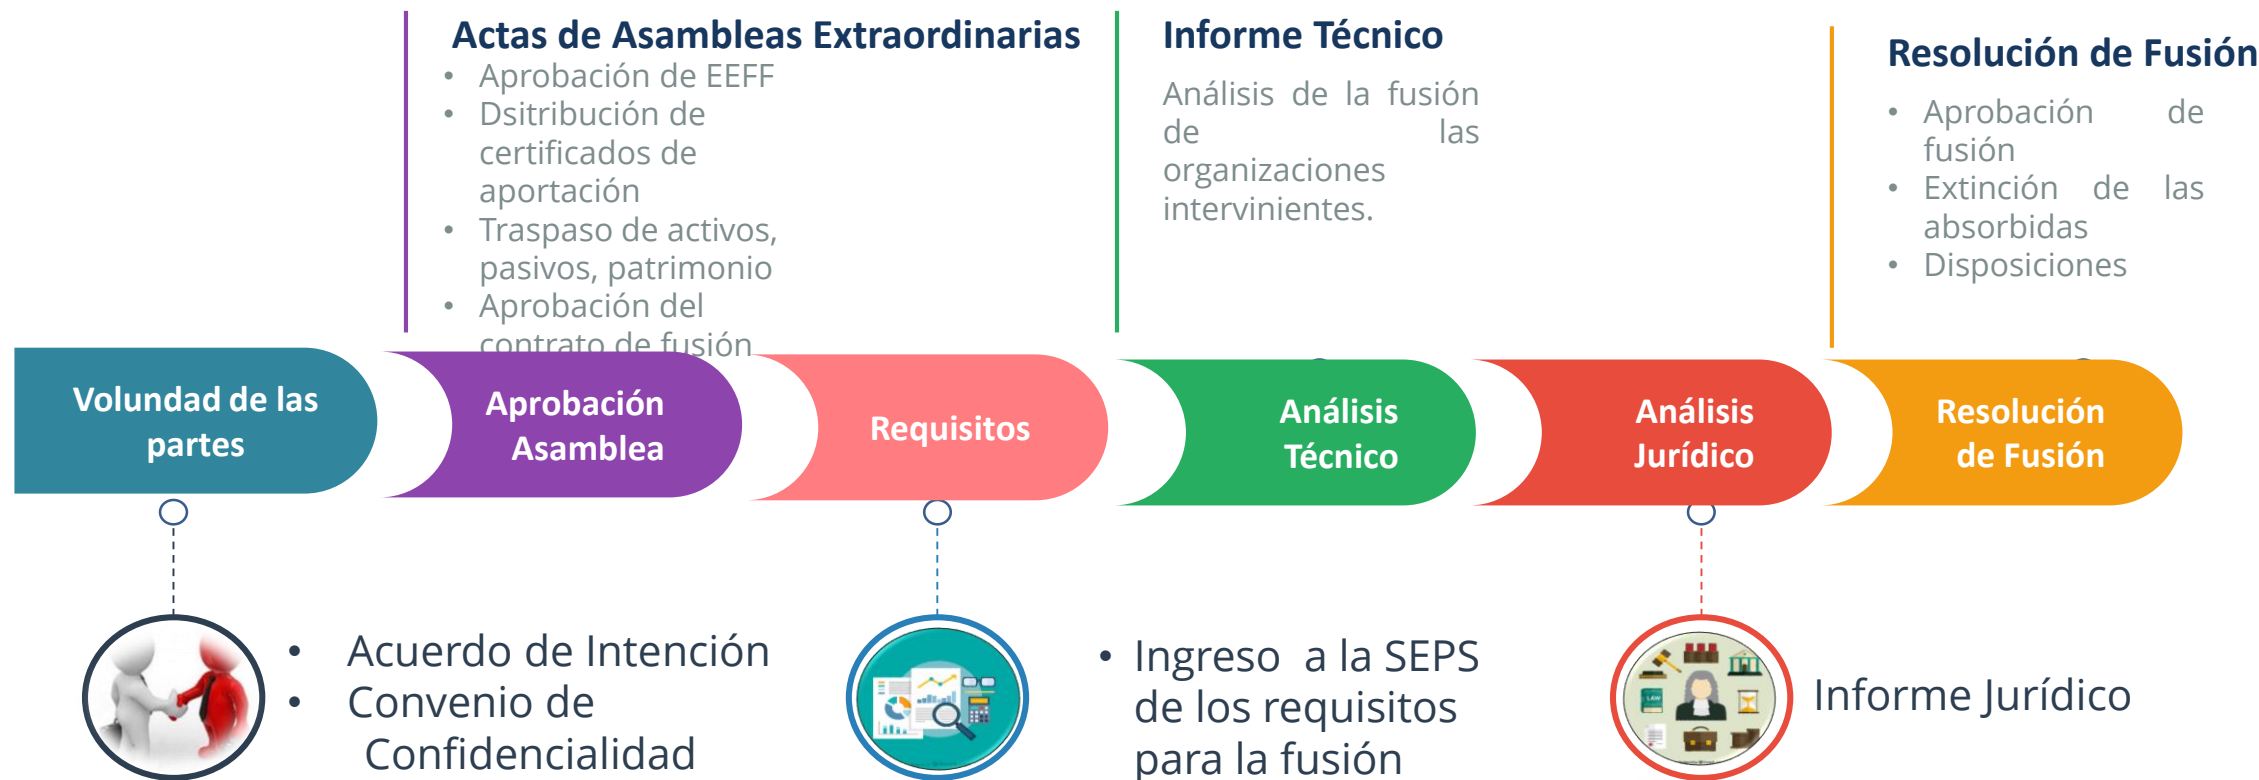 Actas de Asambleas Extraordinarias
• Aprobación de EEFF
• Dsitribución de
certificados de
aportación
• Traspaso de activos,
pasivos, patrimonio
• Aprobación del
contrato de fusión
Informe Técnico
Análisis de la fusión
de las
organizaciones
intervinientes.
Resolución de Fusión
• Aprobación de
fusión
• Extinción de las
absorbidas
• Disposiciones
Volundad de las
partes
Aprobación
Asamblea
Requisitos
Análisis
Técnico
Análisis
Jurídico
Resolución
de Fusión
• Acuerdo de Intención
• Convenio de
Confidencialidad
• Ingreso a la SEPS
de los requisitos
para la fusión
LAW
Informe Jurídico